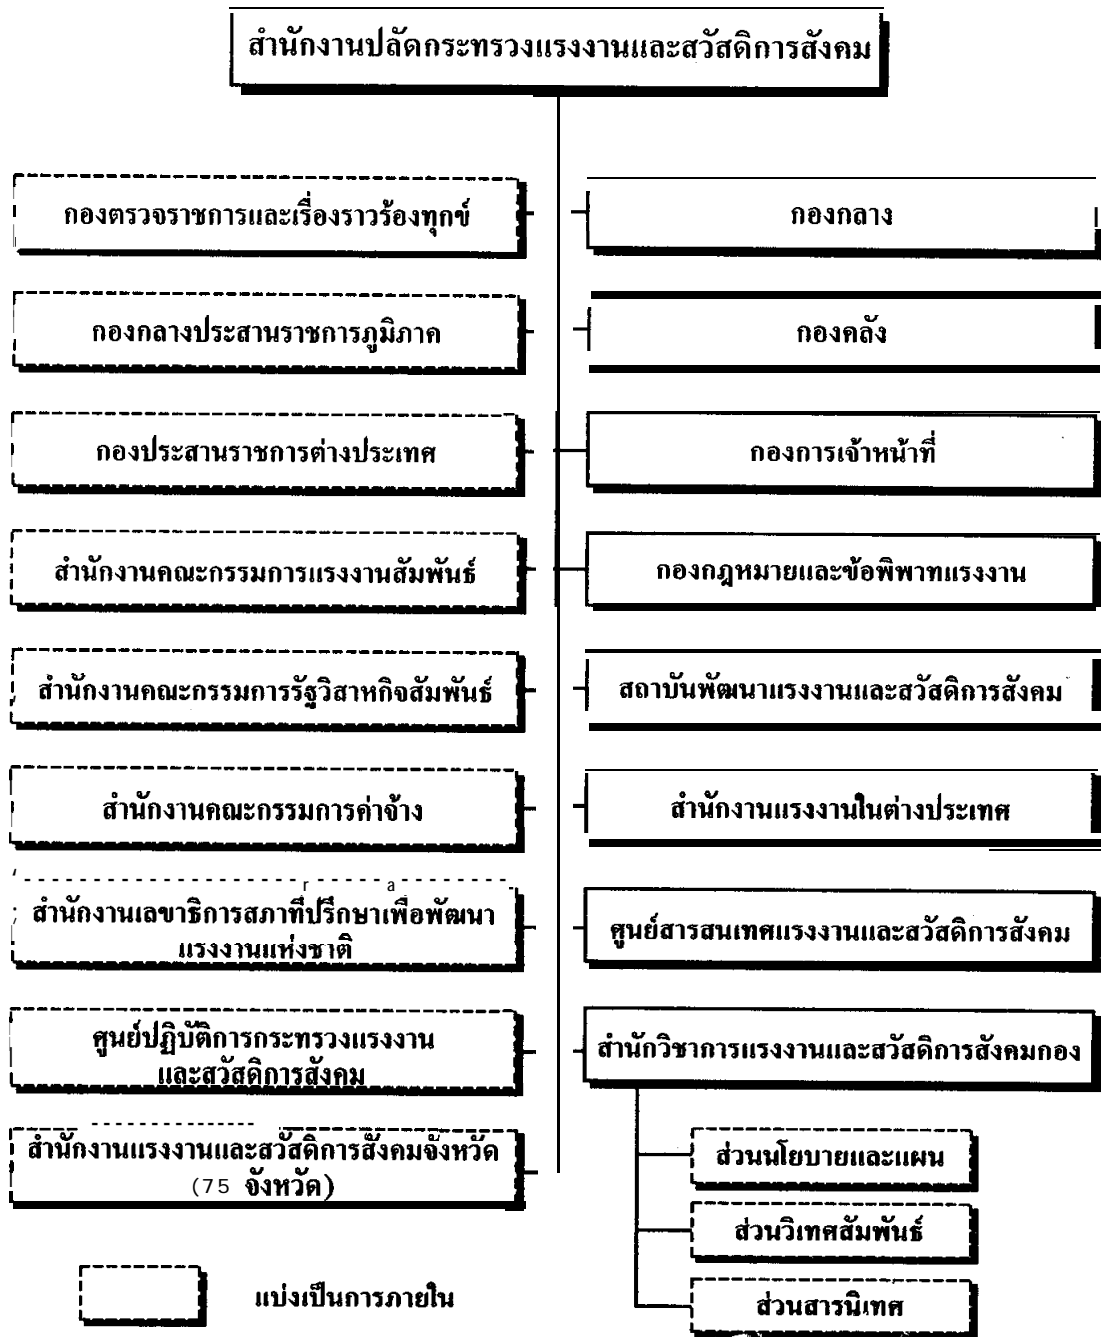 สำนักงานปลัดกระทรวงแรงงานและสวัสดิการสังคม
กองตรวจราชการและเรื่องราวร้องทุกข์
กองกลาง
กองกลางประสานราชการภูมิภาค
กองคลัง
กองประสานราชการต่างประเทศ
กองการเจ้าหน้าที่
สำนักงานคณะกรรมการแรงงานสัมพันธ์
กองกฎหมายและข้อพิพาทแรงงาน
สำนักงานคณะกรรมการรัฐวิสาหกิจสัมพันธ์
สถาบันพัฒนาแรงงานและสวัสดิการสังคม
สำนักงานคณะกรรมการค่าจ้าง
สำนักงานแรงงานในต่างประเทศ
สำนักงานเลขาธิการสภาที่ปรึกษาเพื่อพัฒนา
แรงงานแห่งชาติ
ศูนย์สารสนเทศแรงงานและสวัสดิการสังคม
ศูนย์ปฏิบัติการกระทรวงแรงงาน
และสวัสดิการสังคม
สำนักวิชาการแรงงานและสวัสดิการสังคมกอง
สำนักงานแรงงานและสวัสดิการสังคมจังหวัด
(75 จังหวัด)
ส่วนนโยบายและแผน
ส่วนวิเทศสัมพันธ์
ส่วนสารนิเทศ
แบ่งเป็นการภายใน